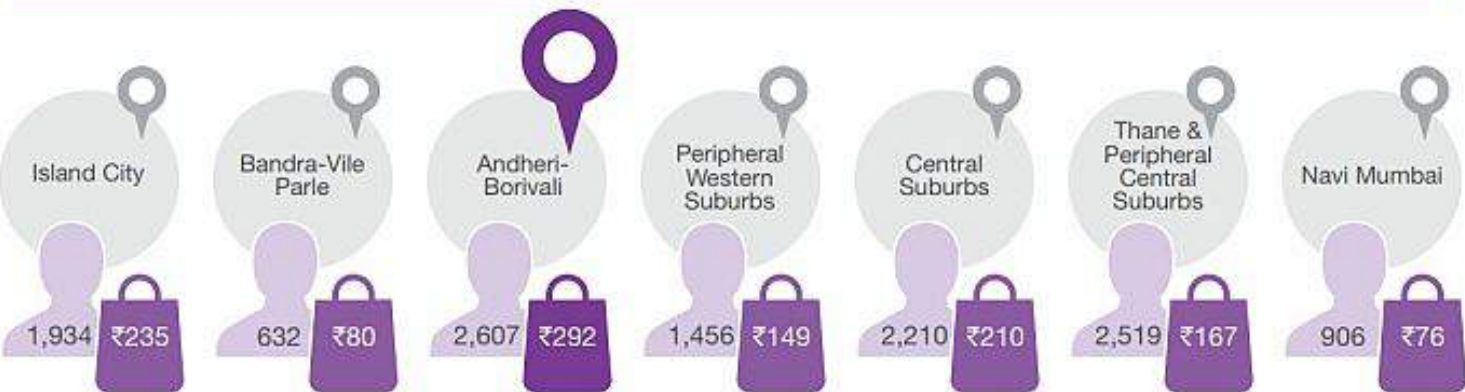 Island City
Bandra-Vile
Parle
Andheri-
Borivali
Peripheral
Western
Suburbs
Central
Suburbs
Thane &
Peripheral
Central
Suburbs
Navi Mumbai
1,934 ₹235
632 ₹80
2,607 ₹292
1,456 ₹149
2,210 ₹210
2,519 ₹167
906 ₹76